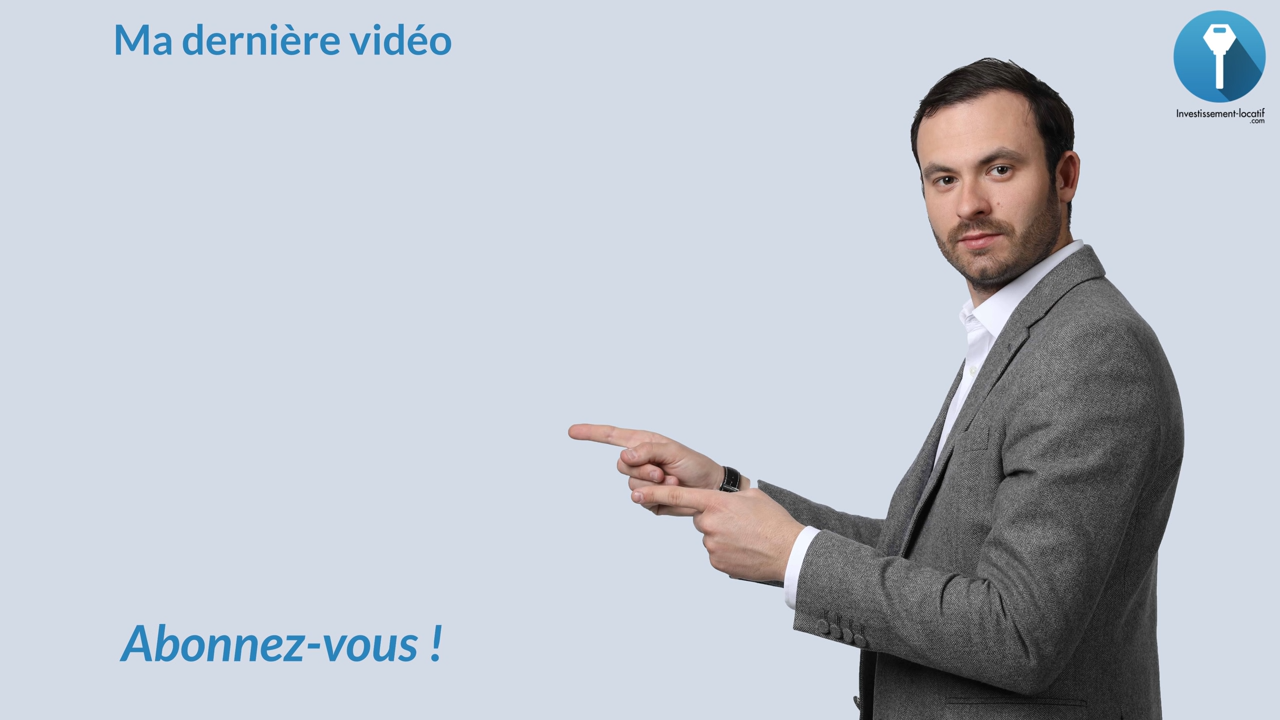 Ma dernière vidéo
Investissement-locatif
.com
Abonnez-vous !